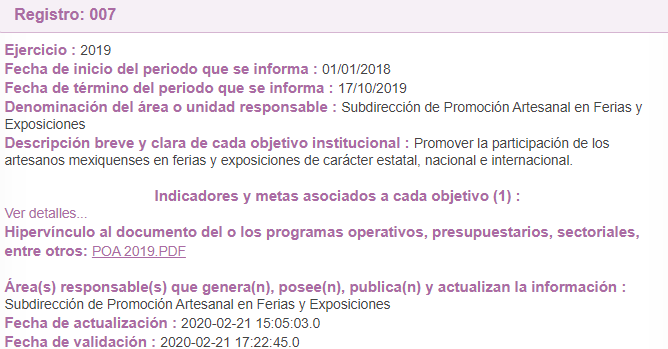 Registro: 007
Ejercicio : 2019
Fecha de inicio del periodo que se informa : 01/01/2018
Fecha de término del periodo que se informa : 17/10/2019
Denominación del área o unidad responsable : Subdirección de Promoción Artesanal en Ferias y
Exposiciones
Descripción breve y clara de cada objetivo institucional : Promover la participación de los
artesanos mexiquenses en ferias y exposiciones de carácter estatal, nacional e internacional.
Indicadores y metas asociados a cada objetivo (1) :
Ver detalles...
Hipervínculo al documento del o los programas operativos, presupuestarios, sectoriales,
entre otros: POA 2019.PDF
Área(s) responsable(s) que genera(n), posee(n), publica(n) y actualizan la información :
Subdirección de Promoción Artesanal en Ferias y Exposiciones
Fecha de actualización : 2020-02-21 15:05:03.0
Fecha de validación : 2020-02-21 17:22:45.0